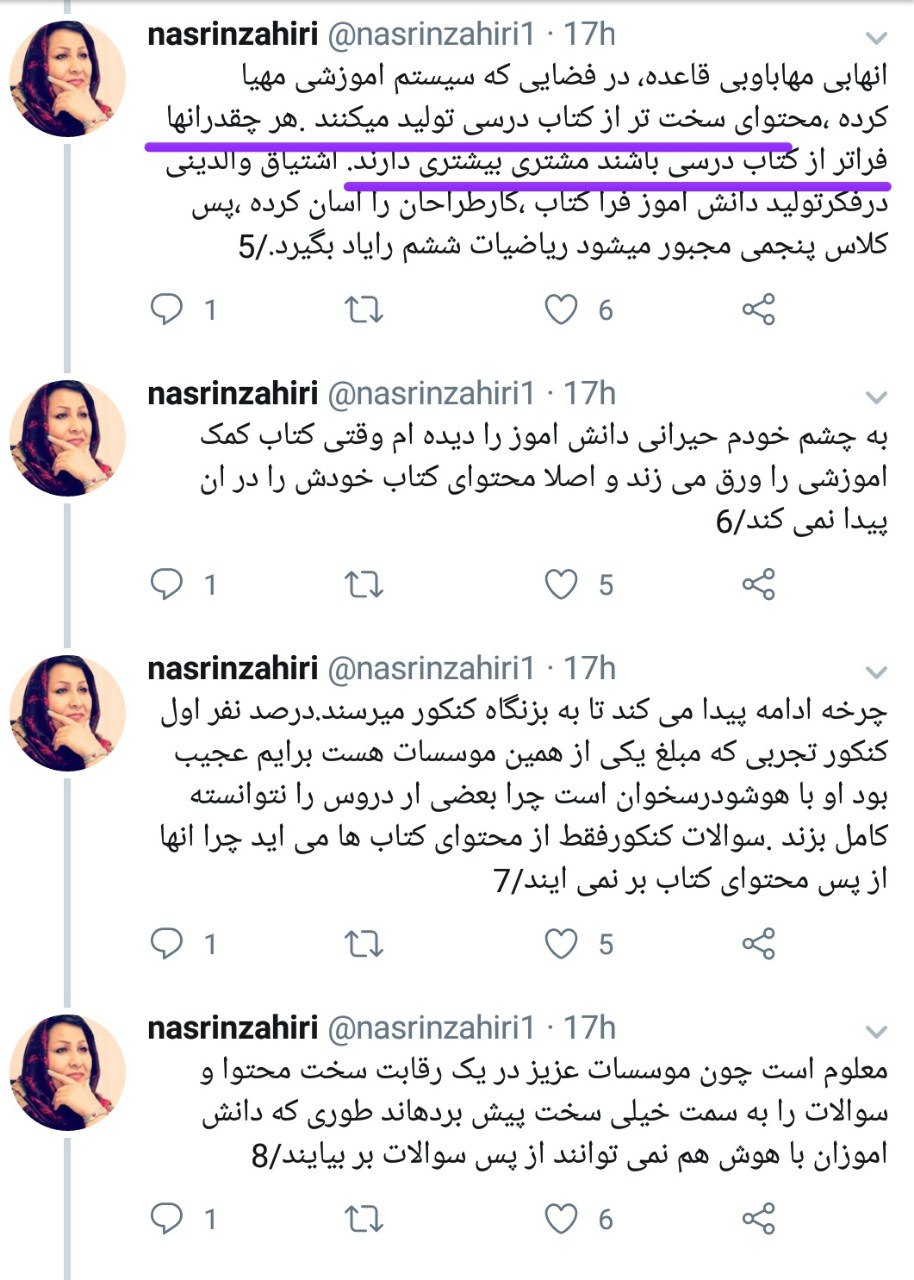 nasrinzahiri @nasrinzahiri1 · 17h
انهابی مهاباوبی قاعده، در فضایی که سیستم اموزشی مهیا
کرده ،محتوای سخت تر از کتاب درسی تولید میکنند .هر چقدرانها
فراتر از کتاب درسی باشند مشتری بیشتری دارند. اشتیاق والدینی
درفکرتولید دانش اموز فرا کتاب ،کارطراحان را اسان کرده ،پس
کلاس پنجمی مجبور میشود ریاضیات ششم رایاد بگیرد./5
1 6
nasrinzahiri @nasrinzahiri1 · 17h
به چشم خودم حیرانی دانش اموز را دیده ام وقتی کتاب کمک
اموزشی را ورق می زند و اصلا محتوای کتاب خودش را در ان
پیدا نمی کند/6
1 5
nasrinzahiri @nasrinzahiri1 · 17h
چرخه ادامه پیدا می کند تا به بزنگاه کنکور میرسند.درصد نفر اول
کنکور تجربی که مبلغ یکی از همین موسسات هست برایم عجیب
بود او با هوشودرسخوان است چرا بعضی ار دروس را نتوانسته
کامل بزند .سوالات کنکورفقط از محتوای کتاب ها می اید چرا انها
از پس محتوای کتاب بر نمی ایند/7
1 5
nasrinzahiri @nasrinzahiri1 · 17h
معلوم است چون موسسات عزیز در یک رقابت سخت محتوا و
سوالات را به سمت خیلی سخت پیش بردهاند طوری که دانش
اموزان با هوش هم نمی توانند از پس سوالات بر بیایند/8
1 6